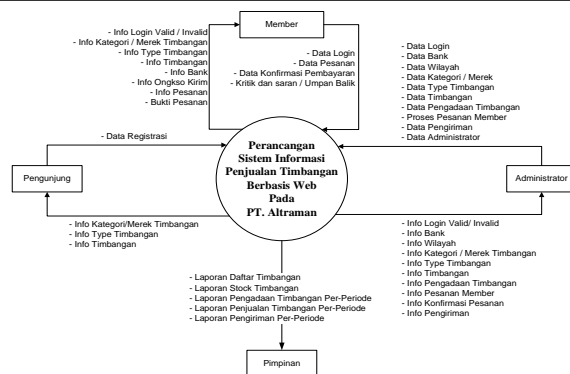 Member
- Info Login Valid / Invalid
- Info Kategori / Merek Timbangan
- Info Type Timbangan
- Info Timbangan
- Info Bank
- Info Ongkso Kirim
- Info Pesanan
- Bukti Pesanan
- Data Login
- Data Pesanan
- Data Konfirmasi Pembayaran
- Kritik dan saran / Umpan Balik
- Data Login
- Data Bank
- Data Wilayah
- Data Kategori / Merek
- Data Type Timbangan
- Data Timbangan
- Data Pengadaan Timbangan
- Proses Pesanan Member
- Data Pengiriman
- Data Administrator
- Data Registrasi
Pengunjung
Perancangan
Sistem Informasi
Penjualan Timbangan
Berbasis Web
Pada
PT. Altraman
Administrator
- Info Kategori/Merek Timbangan
- Info Type Timbangan
- Info Timbangan
- Info Login Valid/ Invalid
- Info Bank
- Info Wilayah
- Info Kategori / Merek Timbangan
- Info Type Timbangan
- Info Timbangan
- Info Pengadaan Timbangan
- Info Pesanan Member
- Info Konfirmasi Pesanan
- Info Pengiriman
- Laporan Daftar Timbangan
- Laporan Stock Timbangan
- Laporan Pengadaan Timbangan Per-Periode
- Laporan Penjualan Timbangan Per-Periode
- Laporan Pengiriman Per-Periode
Pimpinan